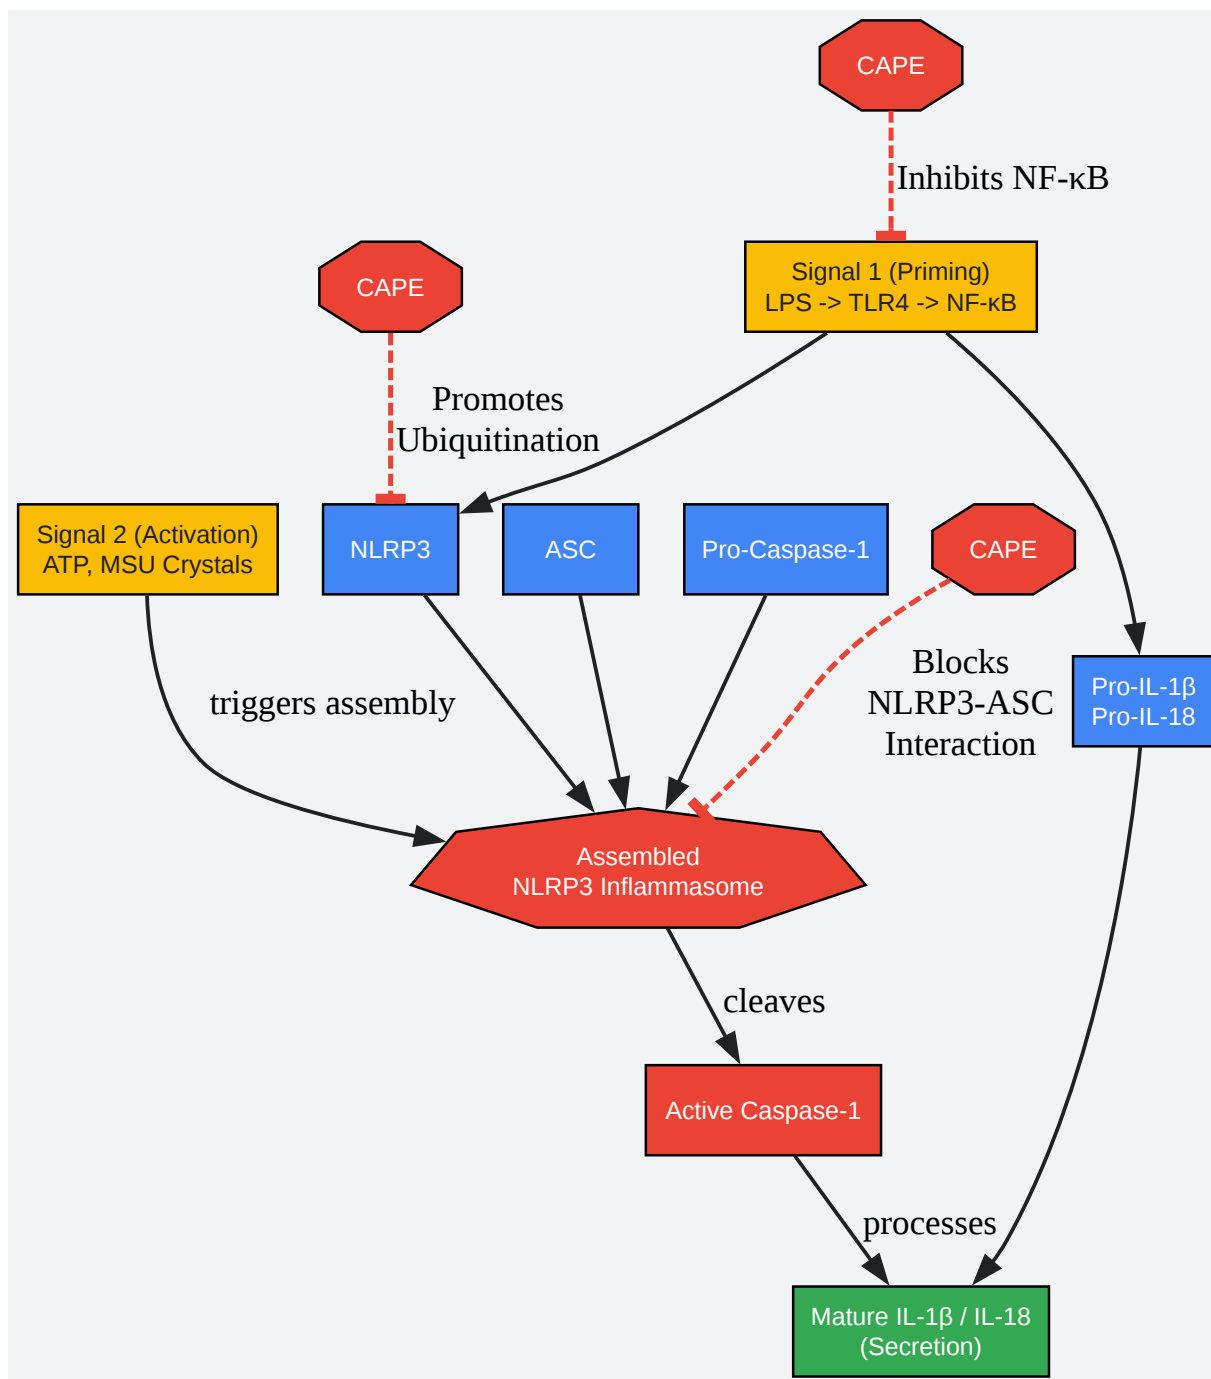 CAPE
Inhibits NF-κB
CAPE
Signal 1 (Priming)
LPS -> TLR4 -> NF-κB
Promotes
Ubiquitination
Signal 2 (Activation)
ATP, MSU Crystals
NLRP3
ASC
Pro-Caspase-1
CAPE
triggers assembly
Blocks
NLRP3-ASC
Interaction
Pro-IL-1β
Pro-IL-18
Assembled
NLRP3 Inflammasome
cleaves
Active Caspase-1
processes
Mature IL-1β / IL-18
(Secretion)